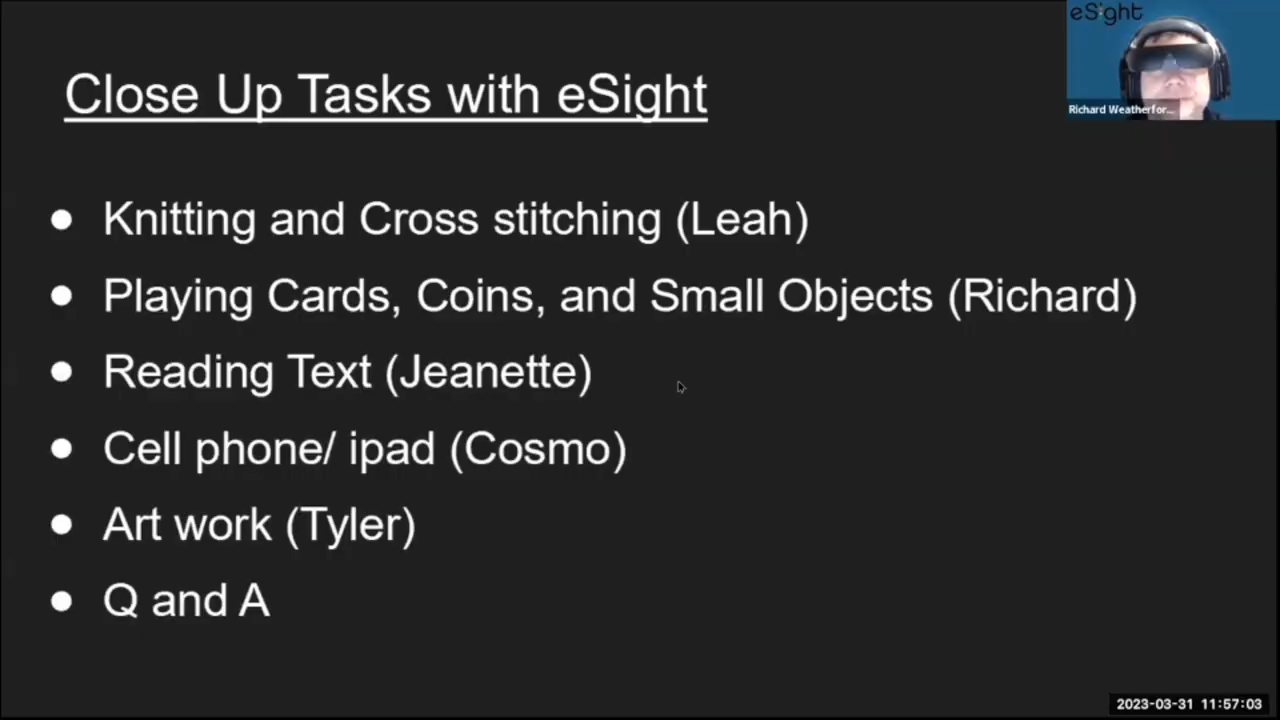 eSight
Close Up Tasks with eSight
Richard Weatherfor...
● Knitting and Cross stitching (Leah)
● Playing Cards, Coins, and Small Objects (Richard)
● Reading Text (Jeanette)
● Cell phone/ ipad (Cosmo)
● Art work (Tyler)
● Q and A
2023-03-31 11:57:03